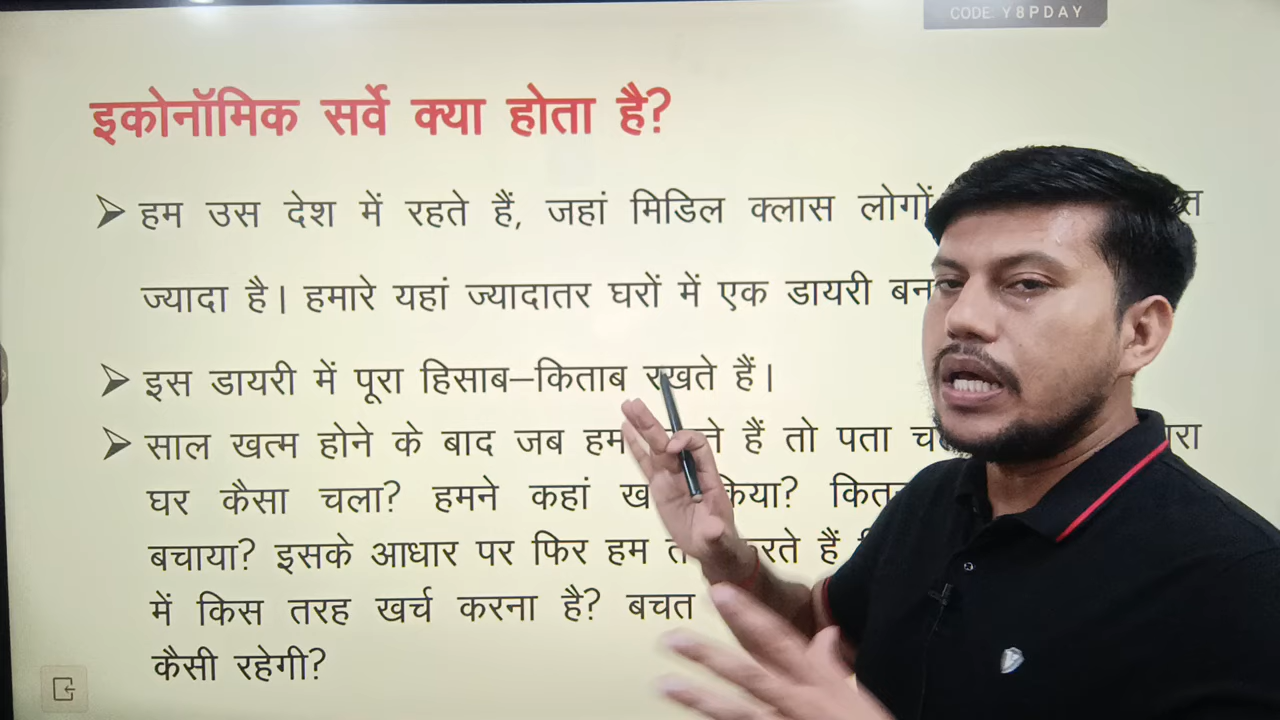 CODE: Y8PDAY
इकोनॉमिक सर्वे क्या होता है?
➢ हम उस देश में रहते हैं, जहां मिडिल क्लास लोगों
ज्यादा है। हमारे यहां ज्यादातर घरों में एक डायरी
➢ इस डायरी में पूरा हिसाब–किताब रखते हैं।
➢ साल खत्म होने के बाद जब हम हैं तो पता
घर कैसा चला? हमने कहां किया?
बचाया? इसके आधार पर फिर हम हैं
में किस तरह खर्च करना है? बचत
कैसी रहेगी?